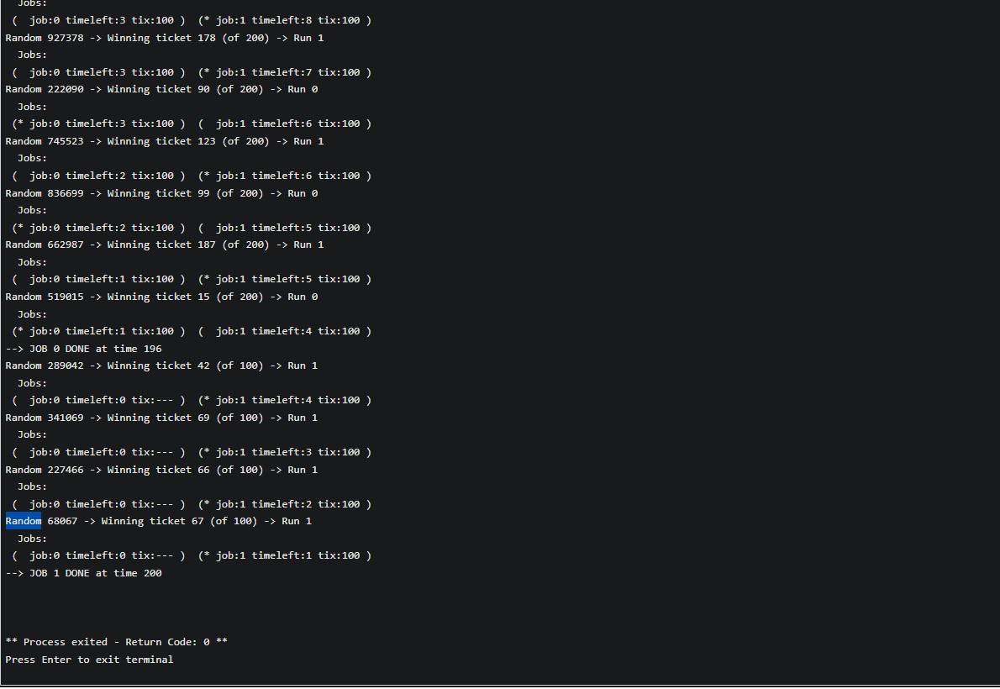 Jobs:
(  job:0 timeleft:3 tix:100 )  (* job:1 timeleft:8 tix:100 )
Random 927378 -> Winning ticket 178 (of 200) -> Run 1
Jobs:
(  job:0 timeleft:3 tix:100 )  (* job:1 timeleft:7 tix:100 )
Random 222090 -> Winning ticket 90 (of 200) -> Run 0
Jobs:
(* job:0 timeleft:3 tix:100 )  (  job:1 timeleft:6 tix:100 )
Random 745523 -> Winning ticket 123 (of 200) -> Run 1
Jobs:
(  job:0 timeleft:2 tix:100 )  (* job:1 timeleft:6 tix:100 )
Random 836699 -> Winning ticket 99 (of 200) -> Run 0
Jobs:
(* job:0 timeleft:2 tix:100 )  (  job:1 timeleft:5 tix:100 )
Random 662987 -> Winning ticket 187 (of 200) -> Run 1
Jobs:
(  job:0 timeleft:1 tix:100 )  (* job:1 timeleft:5 tix:100 )
Random 519015 -> Winning ticket 15 (of 200) -> Run 0
Jobs:
(* job:0 timeleft:1 tix:100 )  (  job:1 timeleft:4 tix:100 )
--> JOB 0 DONE at time 196
Random 289042 -> Winning ticket 42 (of 100) -> Run 1
Jobs:
(  job:0 timeleft:0 tix:--- )  (* job:1 timeleft:4 tix:100 )
Random 341069 -> Winning ticket 69 (of 100) -> Run 1
Jobs:
(  job:0 timeleft:0 tix:--- )  (* job:1 timeleft:3 tix:100 )
Random 227466 -> Winning ticket 66 (of 100) -> Run 1
Jobs:
(  job:0 timeleft:0 tix:--- )  (* job:1 timeleft:2 tix:100 )
Random 68067 -> Winning ticket 67 (of 100) -> Run 1
Jobs:
(  job:0 timeleft:0 tix:--- )  (* job:1 timeleft:1 tix:100 )
--> JOB 1 DONE at time 200
** Process exited - Return Code: 0 **
Press Enter to exit terminal